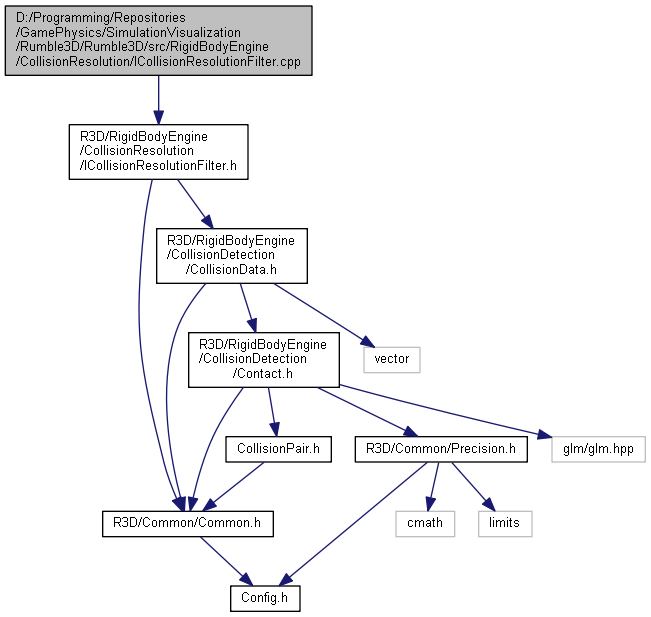 D:/Programming/Repositories
/GamePhysics/SimulationVisualization
/Rumble3D/Rumble3D/src/RigidBodyEngine
/CollisionResolution/ICollisionResolutionFilter.cpp
R3D/RigidBodyEngine
/CollisionResolution
/ICollisionResolutionFilter.h
R3D/RigidBodyEngine
/CollisionDetection
/CollisionData.h
R3D/RigidBodyEngine
/CollisionDetection
/Contact.h
vector
CollisionPair.h
R3D/Common/Precision.h
glm/glm.hpp
R3D/Common/Common.h
cmath
limits
Config.h